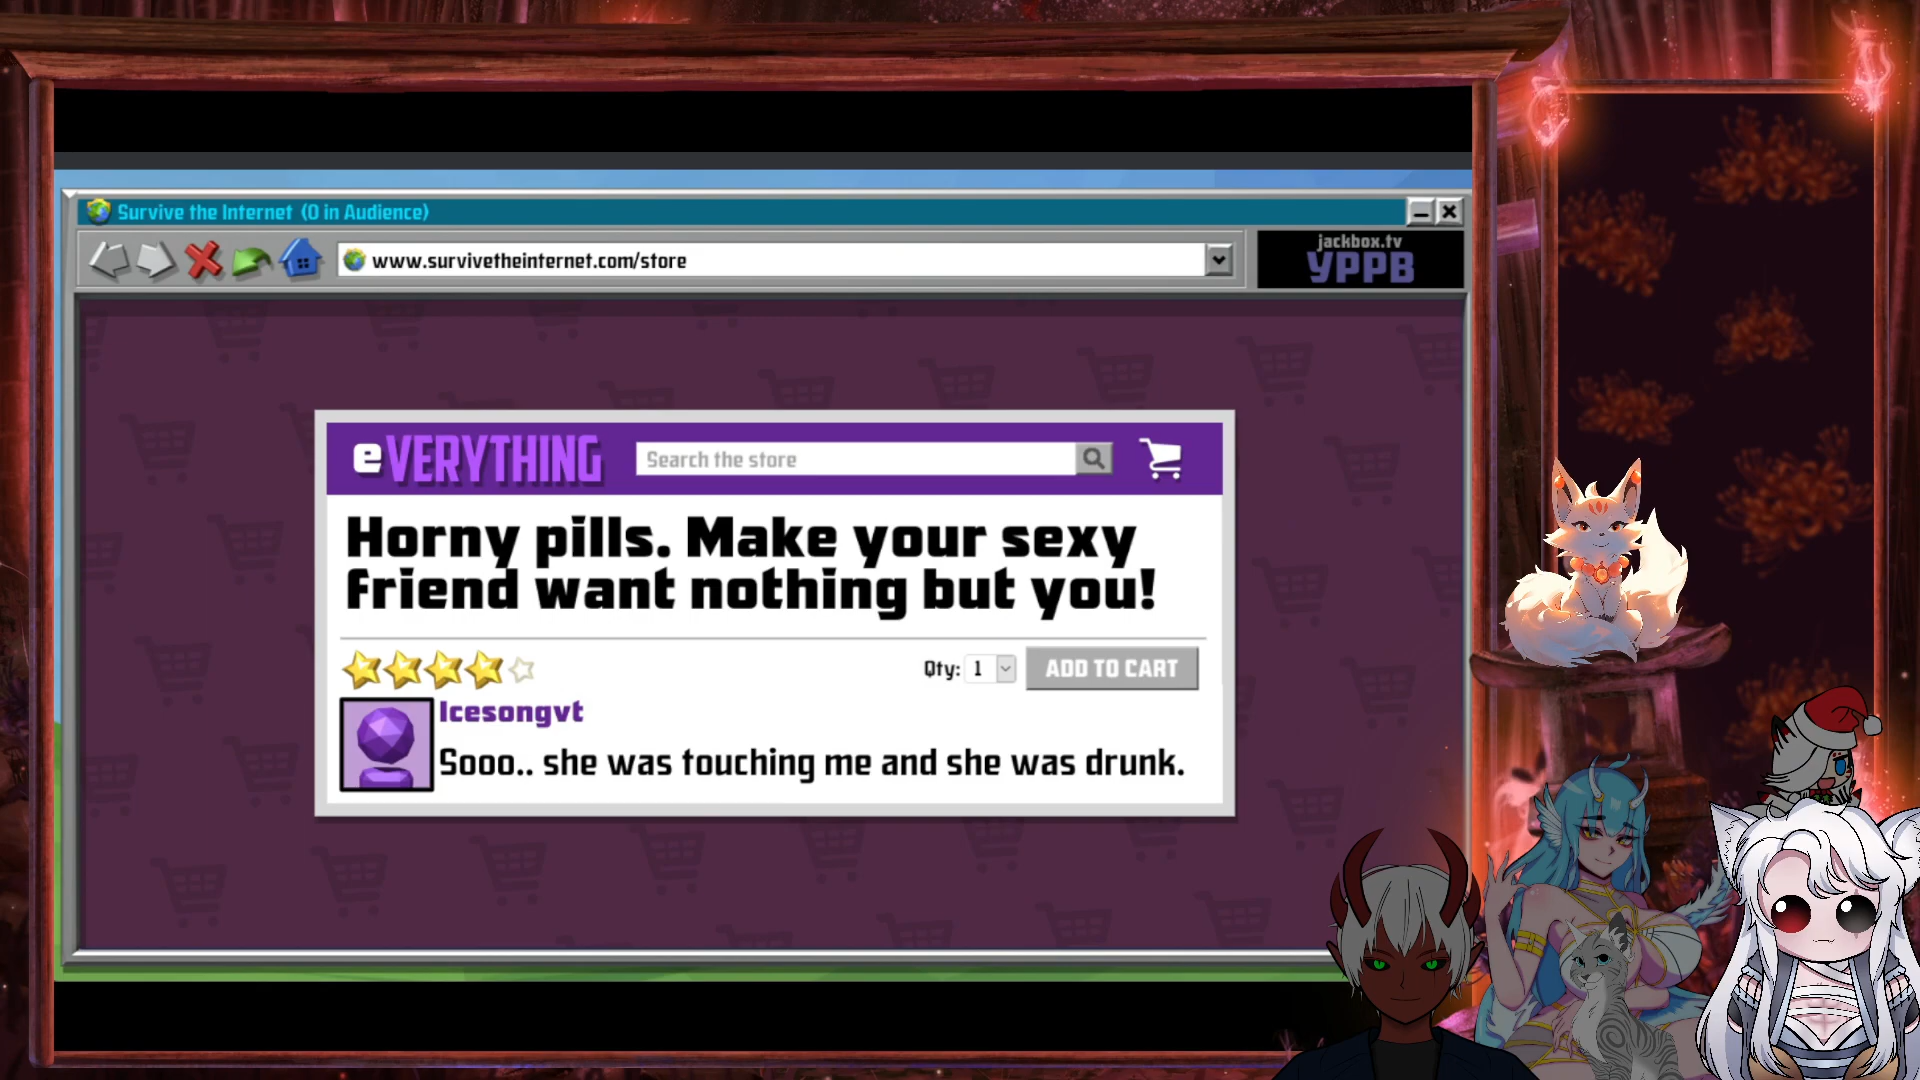 Survive the Internet (0 in Audience)
www.survivetheinternet.com/store
jackbox.tv
YPPB
eVERYTHING
Search the store
Horny pills. Make your sexy
friend want nothing but you!
Qty: 1
ADD TO CART
Icesongvt
Sooo.. she was touching me and she was drunk.